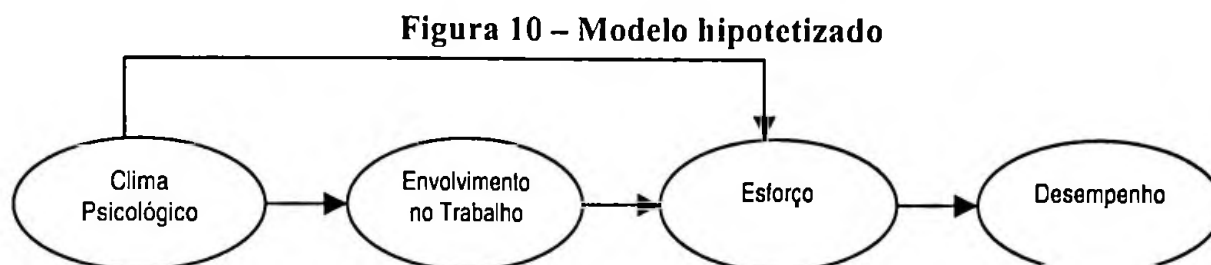 Figura 10 – Modelo hipotetizado
Clima
Psicológico
Envolvimento
no Trabalho
Esforço
Desempenho